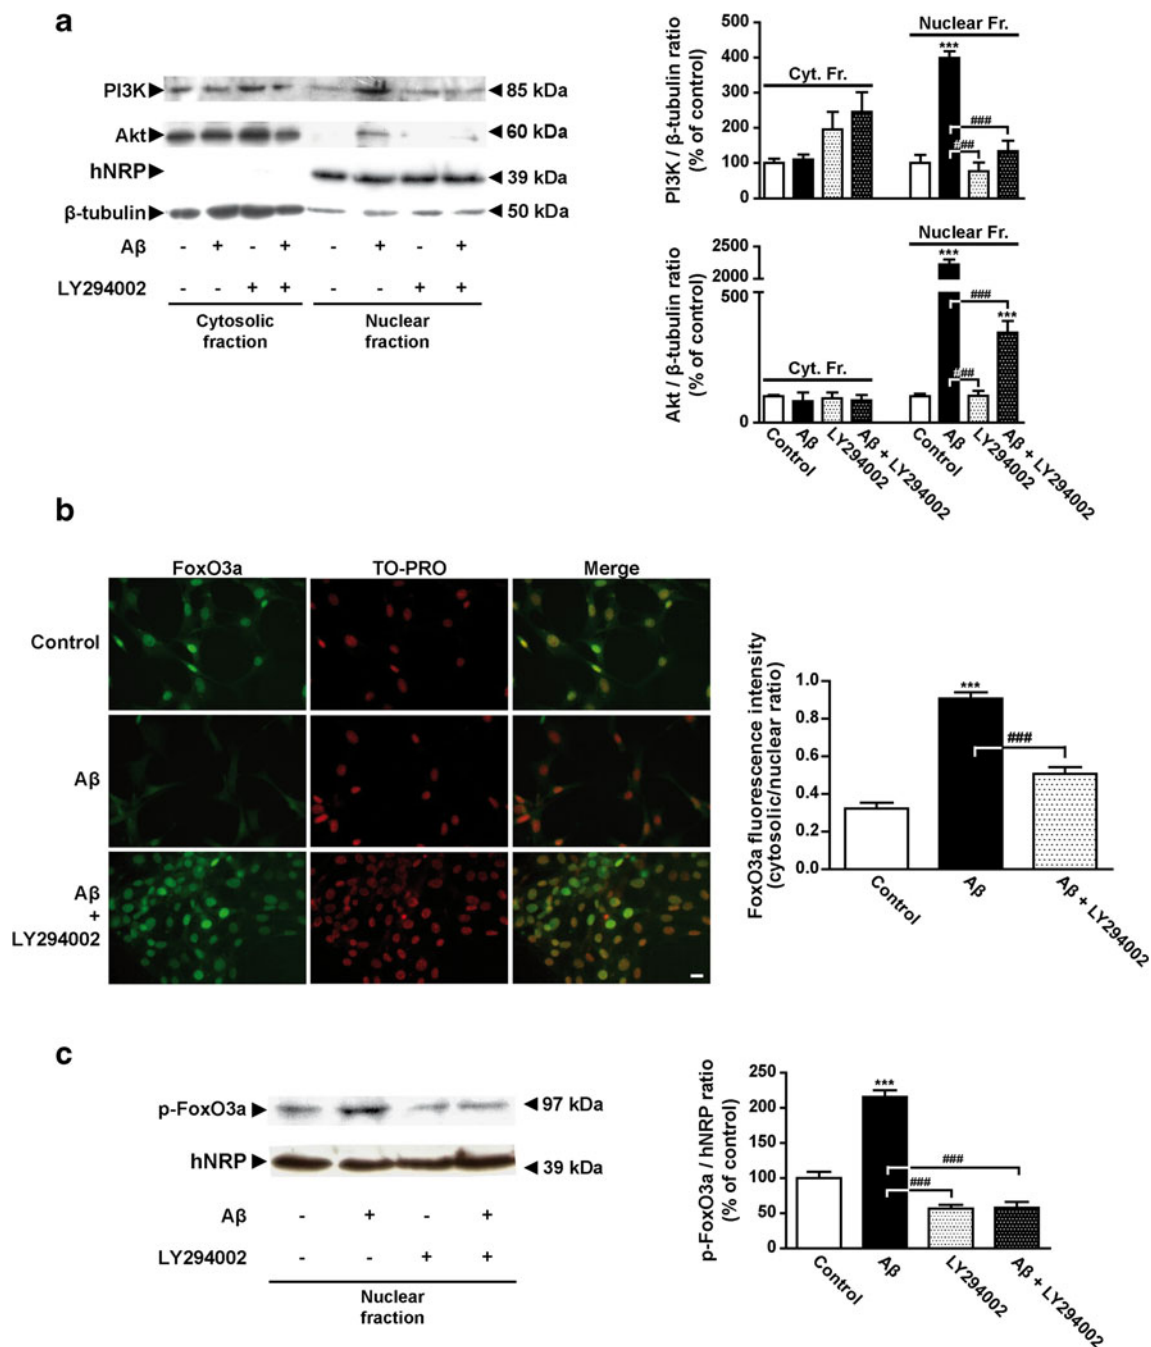 a
PI3K
85 kDa
Akt
60 kDa
hNRP
39 kDa
β-tubulin
50 kDa
Aβ - + - + - + - +
LY294002 - - + + - - + +
Cytosolic
fraction
Nuclear
fraction
PI3K / β-tubulin ratio
(% of control)
500
400
300
200
100
0
Cyt. Fr.
Nuclear Fr.
***
###
###
Akt / β-tubulin ratio
(% of control)
2500
2000
500
0
Cyt. Fr.
Nuclear Fr.
***
###
***
###
Control
Aβ
LY294002
Aβ + LY294002
Control
Aβ
LY294002
Aβ + LY294002
b
FoxO3a
TO-PRO
Merge
Control
Aβ
Aβ
+
LY294002
FoxO3a fluorescence intensity
(cytosolic/nuclear ratio)
1.0
0.8
0.6
0.4
0.2
0.0
***
###
Control
Aβ
Aβ + LY294002
c
p-FoxO3a
97 kDa
hNRP
39 kDa
Aβ - + - +
LY294002 - - + +
Nuclear
fraction
p-FoxO3a / hNRP ratio
(% of control)
250
200
150
100
50
0
***
###
###
Control
Aβ
LY294002
Aβ + LY294002